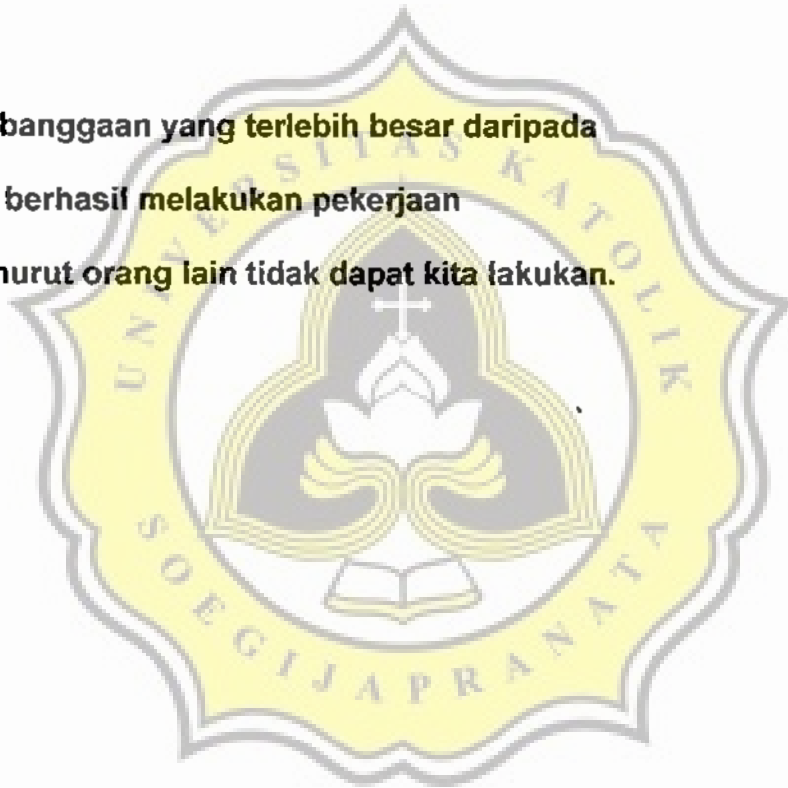 banggaan yang terlebih besar daripada
berhasil melakukan pekerjaan
nurut orang lain tidak dapat kita lakukan.
UNIVERSITAS KATOLIK
SOEGIJAPRANATA